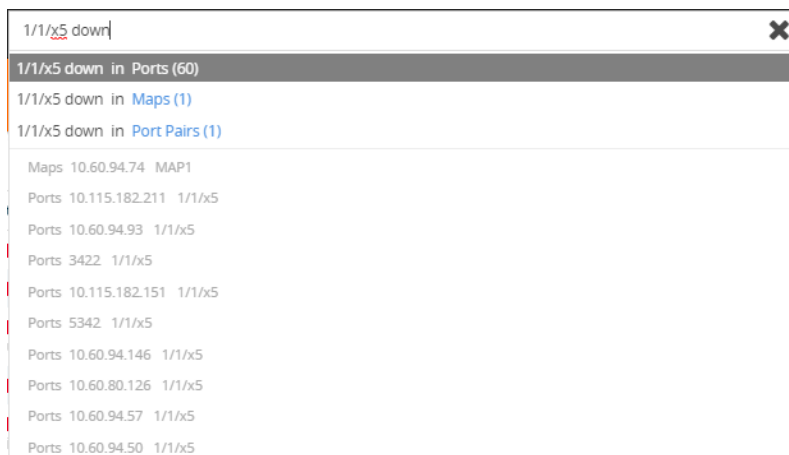 1/1/x5 down
1/1/x5 down in Ports (60)
1/1/x5 down in Maps (1)
1/1/x5 down in Port Pairs (1)
Maps 10.60.94.74 MAP1
Ports 10.115.182.211 1/1/x5
Ports 10.60.94.93 1/1/x5
Ports 3422 1/1/x5
Ports 10.115.182.151 1/1/x5
Ports 5342 1/1/x5
Ports 10.60.94.146 1/1/x5
Ports 10.60.80.126 1/1/x5
Ports 10.60.94.57 1/1/x5
Ports 10.60.94.50 1/1/x5